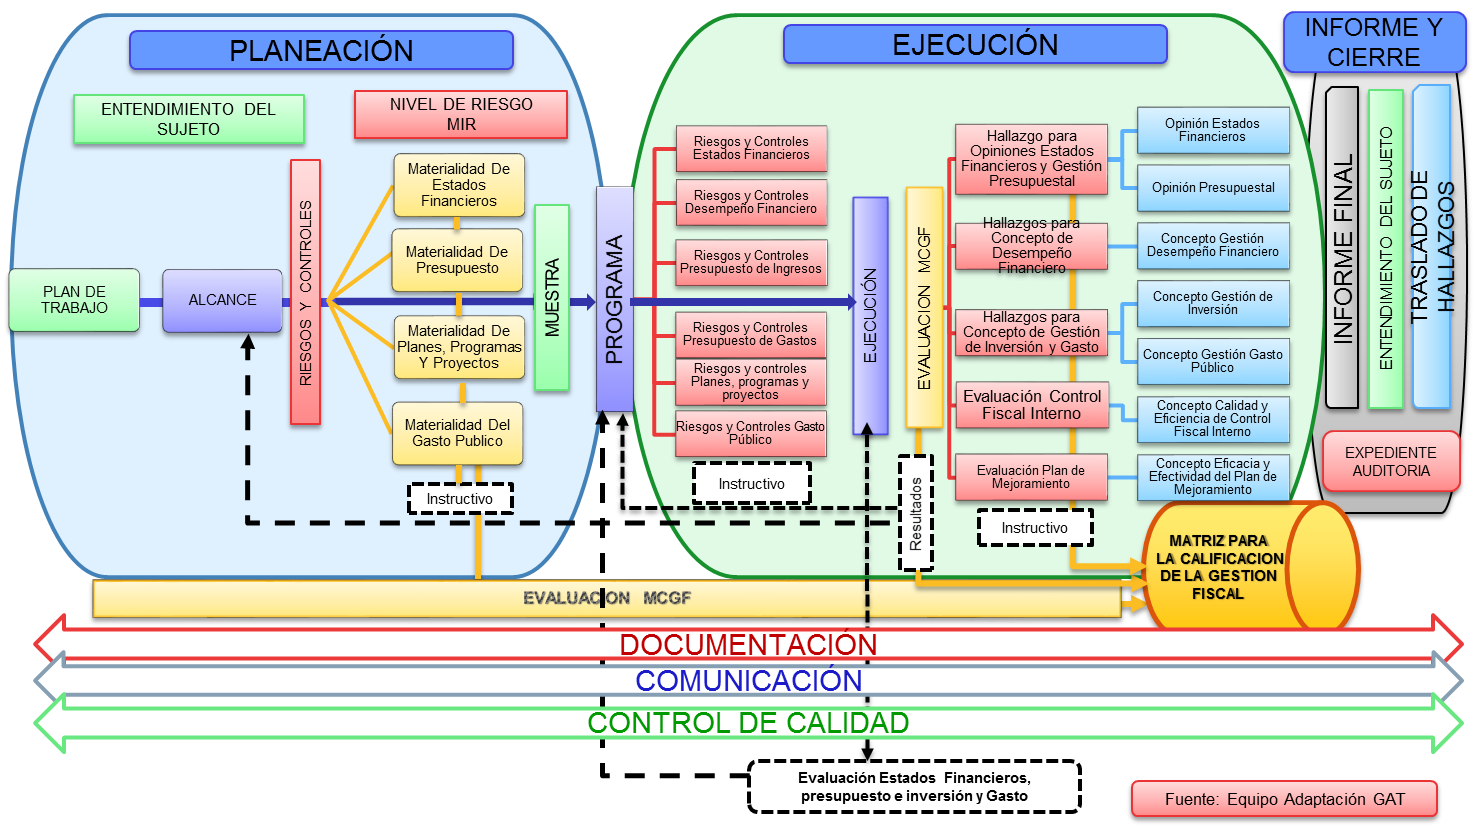 PLANEACIÓN
ENTENDIMIENTO DEL
SUJETO
NIVEL DE RIESGO
MIR
PLAN DE
TRABAJO
ALCANCE
RIESGOS Y CONTROLES
Materialidad De
Estados
Financieros
Materialidad De
Presupuesto
Materialidad De
Planes, Programas
Y Proyectos
Materialidad Del
Gasto Publico
Instructivo
MUESTRA
PROGRAMA
EJECUCIÓN
Riesgos y Controles
Estados Financieros
Riesgos y Controles
Desempeño Financiero
Riesgos y Controles
Presupuesto de Ingresos
Riesgos y Controles
Presupuesto de Gastos
Riesgos y controles
Planes, programas y
proyectos
Riesgos y Controles Gasto
Público
Instructivo
EJECUCIÓN
EVALUACION MCGF
Resultados
Hallazgo para
Opiniones Estados
Financieros y Gestión
Presupuestal
Hallazgos para
Concepto de
Desempeño
Financiero
Hallazgos para
Concepto de Gestión
de Inversión y Gasto
Evaluación Control
Fiscal Interno
Evaluación Plan de
Mejoramiento
Instructivo
Opinión Estados
Financieros
Opinión Presupuestal
Concepto Gestión
Desempeño Financiero
Concepto Gestión de
Inversión
Concepto Gestión Gasto
Público
Concepto Calidad y
Eficiencia de Control
Fiscal Interno
Concepto Eficacia y
Efectividad del Plan de
Mejoramiento
INFORME Y
CIERRE
INFORME FINAL
ENTENDIMIENTO DEL SUJETO
TRASLADO DE
HALLAZGOS
EXPEDIENTE
AUDITORIA
MATRIZ PARA
LA CALIFICACION
DE LA GESTION
FISCAL
EVALUACION MCGF
DOCUMENTACIÓN
COMUNICACIÓN
CONTROL DE CALIDAD
Evaluación Estados Financieros,
presupuesto e inversión y Gasto
Fuente: Equipo Adaptación GAT